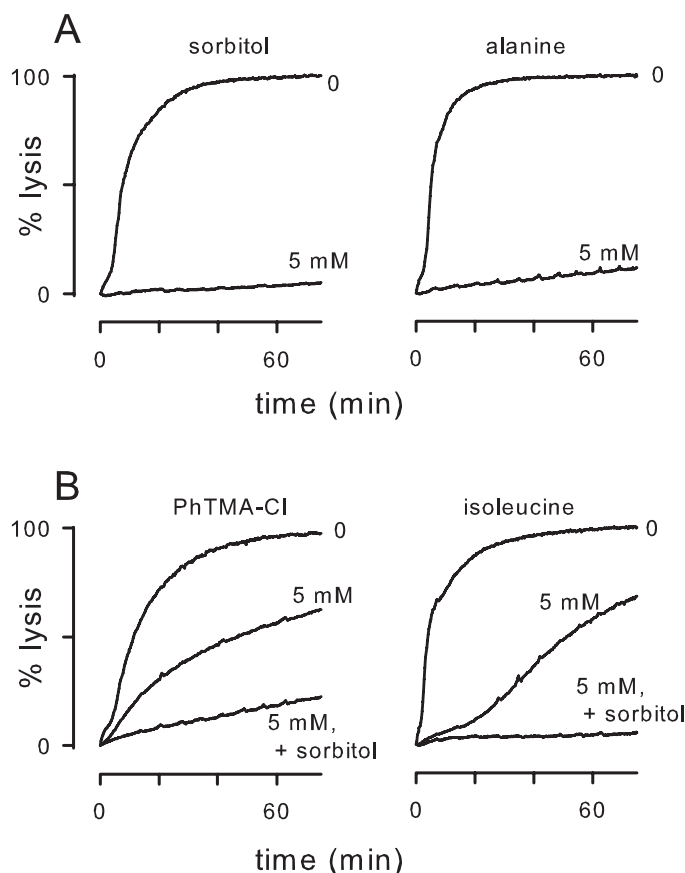 A
sorbitol
alanine
100
0
0
% lysis
5 mM
5 mM
0
0
60
0
60
time (min)
B
PhTMA-Cl
isoleucine
100
0
0
% lysis
5 mM
5 mM
5 mM,
+ sorbitol
5 mM,
+ sorbitol
0
0
60
0
60
time (min)